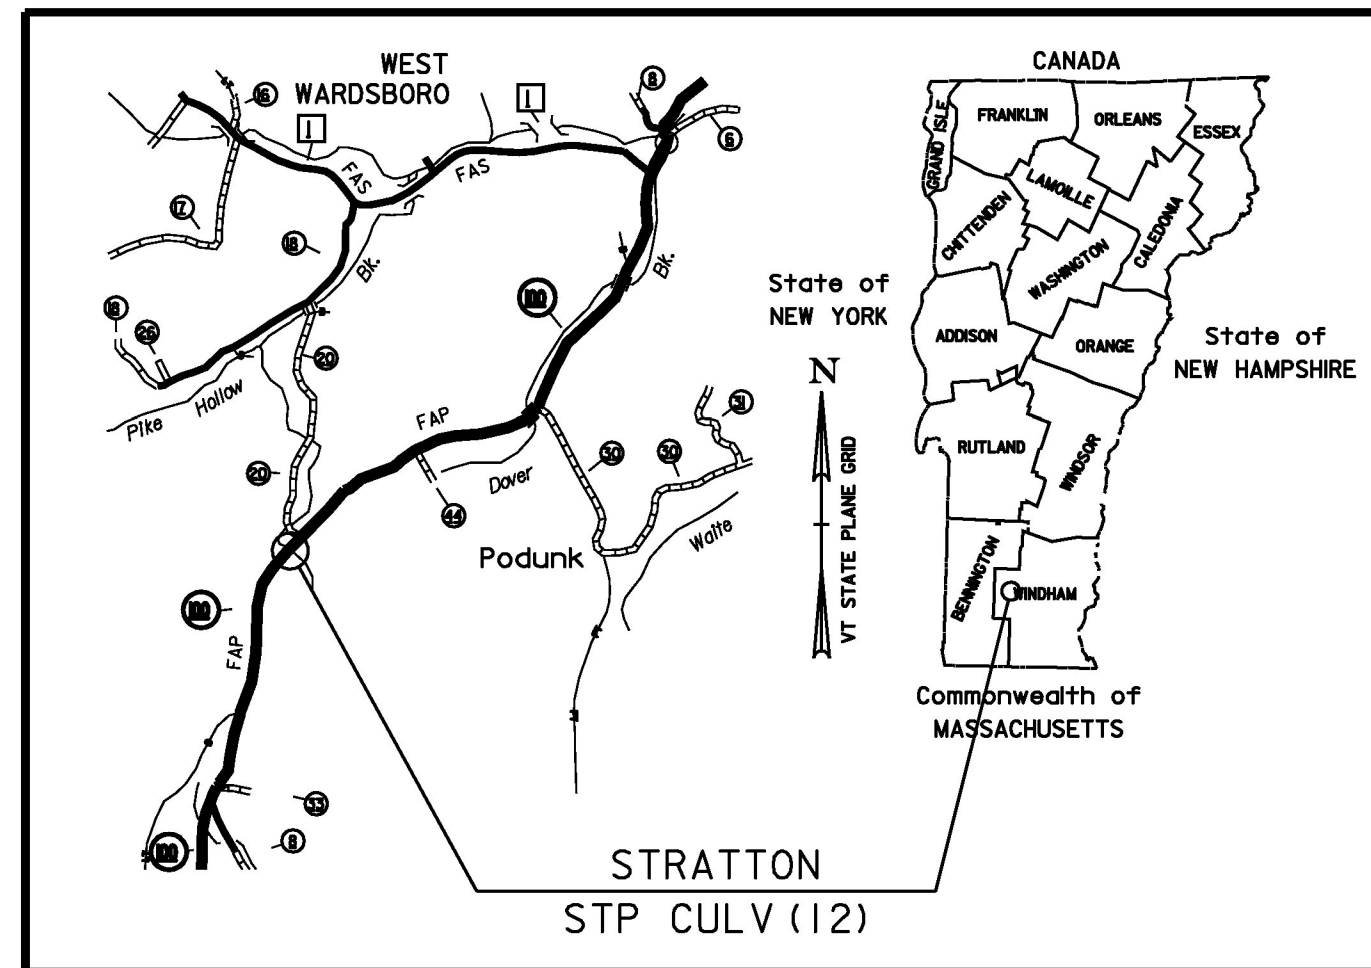 WEST
WARDSBORO
16
1
1
8
6
FAS
FAS
17
18
Bk.
Bk.
100
18
26
20
Pike Hollow
FAP
31
20
30
30
Dover
44
Waite
Podunk
100
FAP
33
8
100
CANADA
GRAND ISLE
FRANKLIN
ORLEANS
ESSEX
LAMOILLE
CHITTENDEN
CALEDONIA
WASHINGTON
State of
NEW YORK
ADDISON
ORANGE
State of
NEW HAMPSHIRE
N
VT STATE PLANE GRID
RUTLAND
WINDSOR
BENNINGTON
WINDHAM
Commonwealth of
MASSACHUSETTS
STRATTON
STP CULV (12)